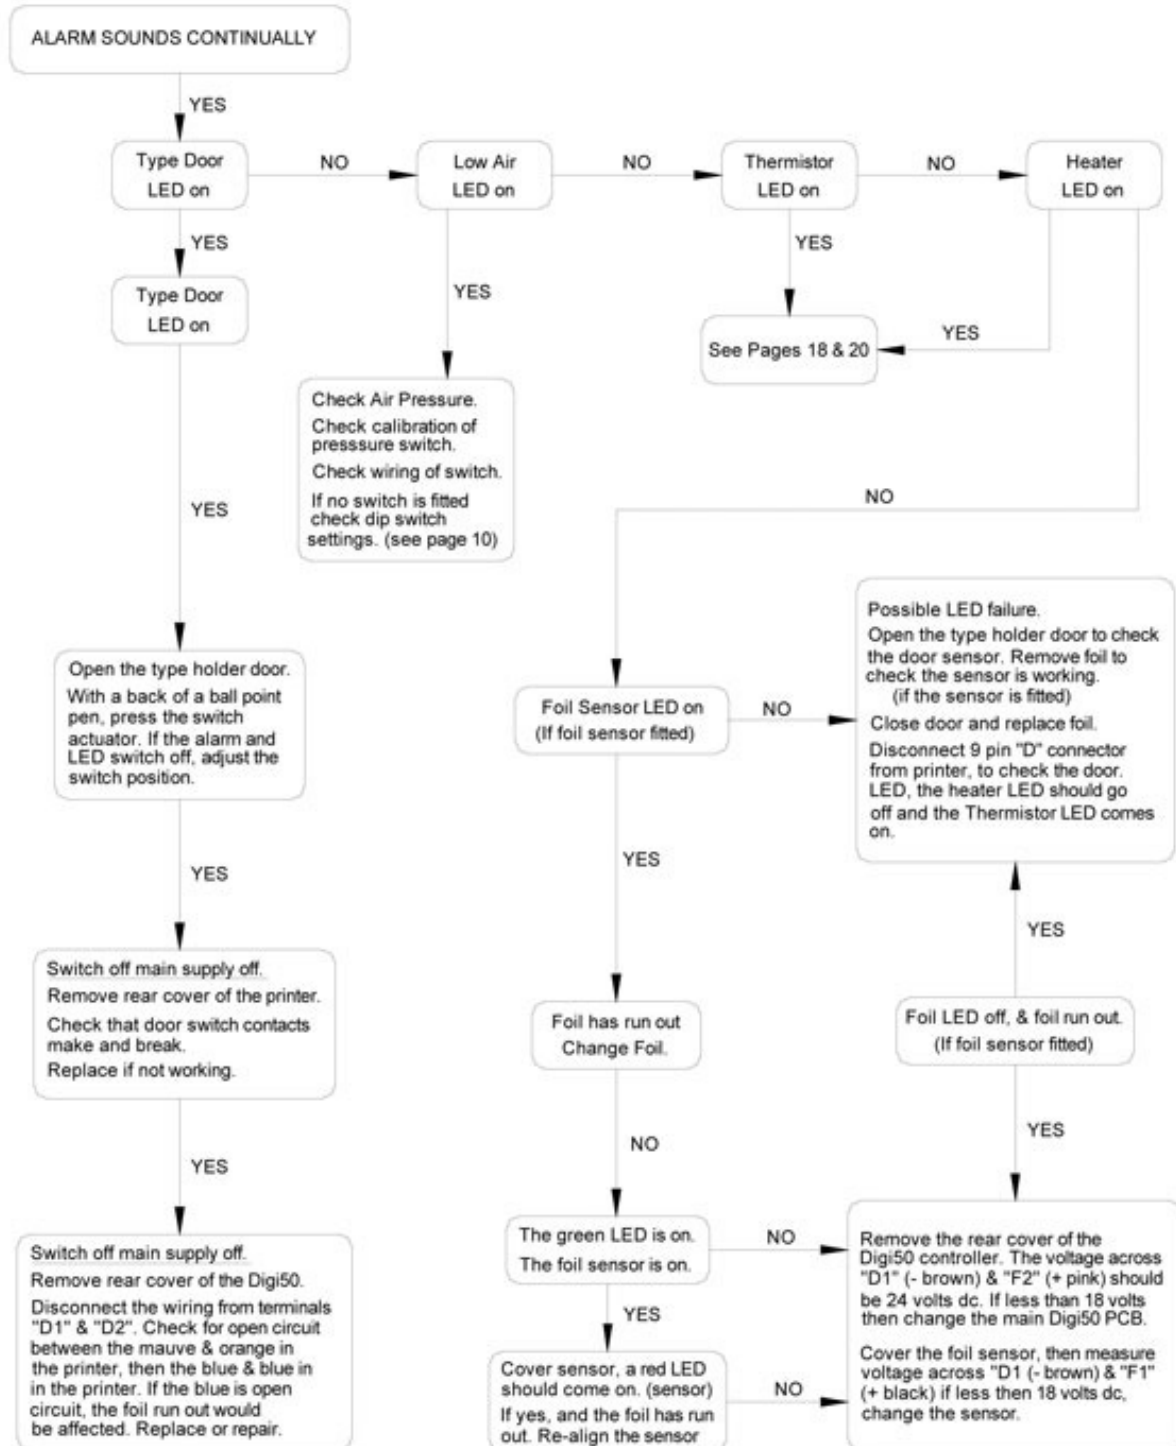 ALARM SOUNDS CONTINUALLY
YES
Type Door
LED on
NO
Low Air
LED on
NO
Thermistor
LED on
NO
Heater
LED on
YES
Type Door
LED on
YES
YES
See Pages 18 & 20
YES
Check Air Pressure.
Check calibration of
presssure switch.
Check wiring of switch.
If no switch is fitted
check dip switch
settings. (see page 10)
YES
NO
Open the type holder door.
With a back of a ball point
pen, press the switch
actuator. If the alarm and
LED switch off, adjust the
switch position.
Foil Sensor LED on
(If foil sensor fitted)
NO
Possible LED failure.
Open the type holder door to check
the door sensor. Remove foil to
check the sensor is working.
(if the sensor is fitted)
Close door and replace foil.
Disconnect 9 pin "D" connector
from printer, to check the door.
LED, the heater LED should go
off and the Thermistor LED comes
on.
YES
YES
YES
Switch off main supply off.
Remove rear cover of the printer.
Check that door switch contacts
make and break.
Replace if not working.
Foil has run out
Change Foil.
Foil LED off, & foil run out.
(If foil sensor fitted)
YES
NO
YES
Switch off main supply off.
Remove rear cover of the Digi50.
Disconnect the wiring from terminals
"D1" & "D2". Check for open circuit
between the mauve & orange in
the printer, then the blue & blue in
in the printer. If the blue is open
circuit, the foil run out would
be affected. Replace or repair.
The green LED is on.
The foil sensor is on.
NO
YES
Cover sensor, a red LED
should come on. (sensor)
If yes, and the foil has run
out. Re-align the sensor
NO
Remove the rear cover of the
Digi50 controller. The voltage across
"D1" (- brown) & "F2" (+ pink) should
be 24 volts dc. If less than 18 volts
then change the main Digi50 PCB.
Cover the foil sensor, then measure
voltage across "D1 (- brown) & "F1"
(+ black) if less then 18 volts dc,
change the sensor.